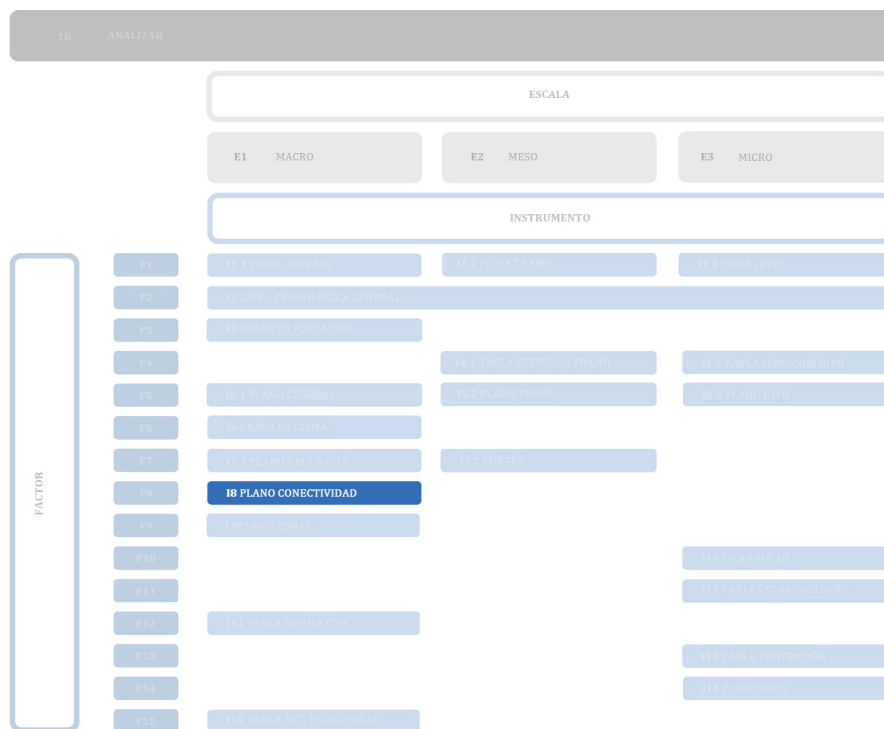 1B ANALIZAR
ESCALA
E1 MACRO
E2 MESO
E3 MICRO
INSTRUMENTO
FACTOR
F1 I1.1 FICHA GENERAL I1.2 FICHA TRAMO I1.3 FICHA HITO
F2 I2 LÍNEA CRONOLÓGICA GENERAL
F3 I3 GRÁFICOS POBLACIÓN
F4 I4.1 TABLA SERVICIOS TRAMO I4.2 TABLA SERVICIOS HITO
F5 I5.1 PLANO GENERAL I5.2 PLANO TRAMO I5.3 PLANO HITO
F6 I6 GRÁFICOS CLIMA
F7 I7.1 PLANO GEOGRAFÍA I7.2 CORTES
F8 I8 PLANO CONECTIVIDAD
F9 I9PLANO ZONAS
F10 I10 ESQUEMA 3D
F11 I11 TABLAS STAKEHOLDERS
F12 I12 TABLA NORMATIVA
F13 I13 TABLA PROTECCIÓN
F14 I14 PLANO USOS
F15 I15 TABLA ACT. ECONÓMICAS